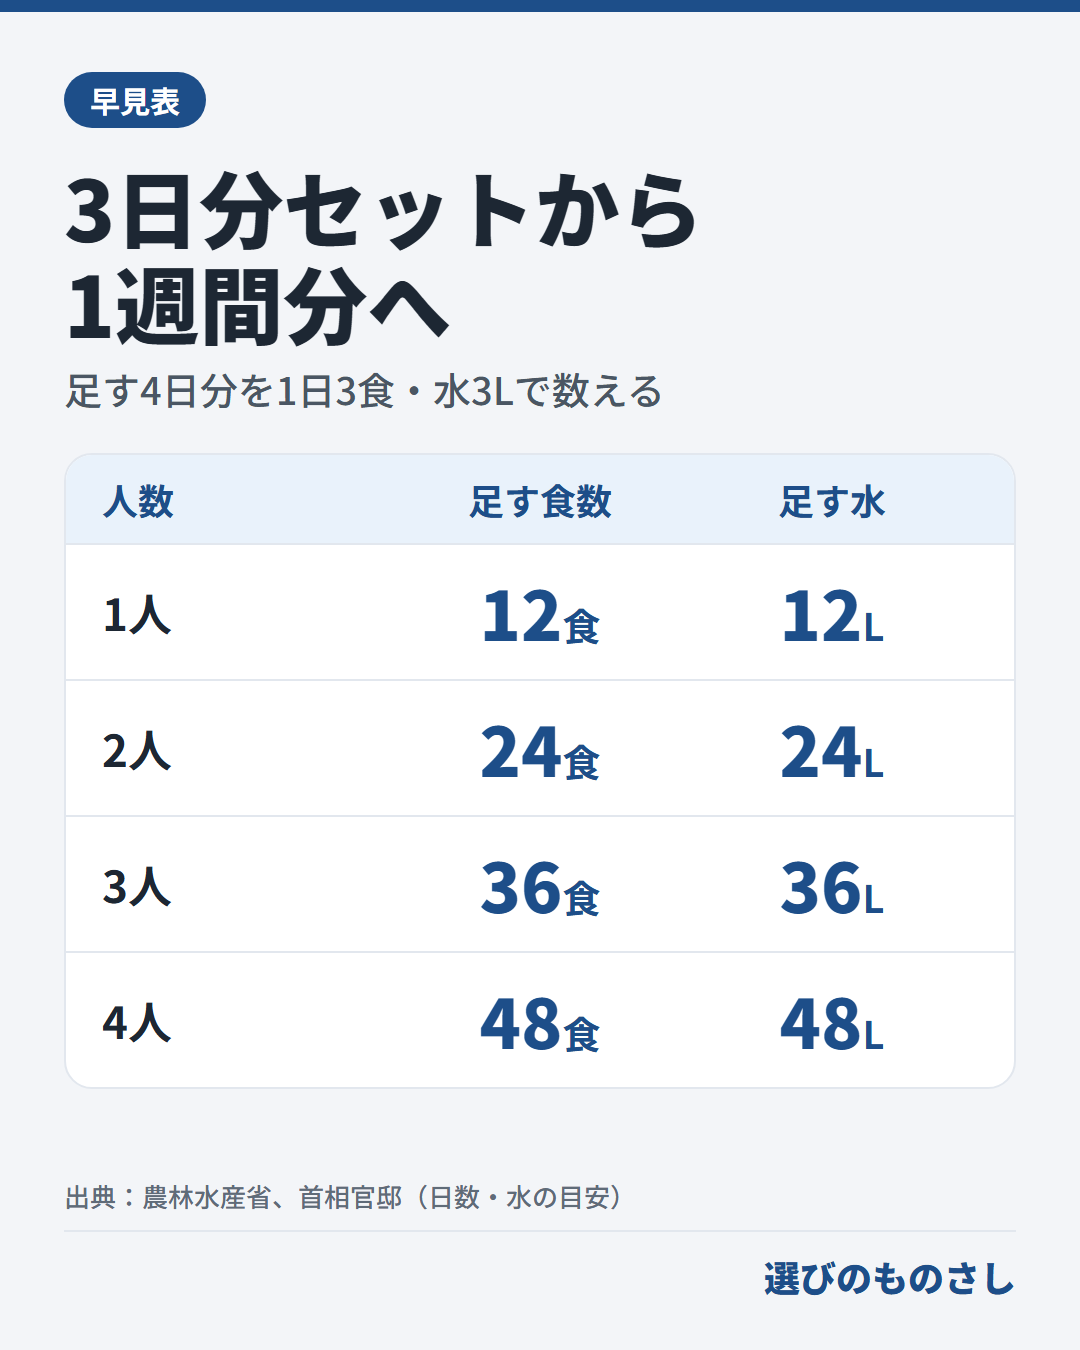 早見表
3日分セットから
1週間分へ
足す4日分を1日3食・水3Lで数える
人数 足す食数 足す水
1人 12食 12L
2人 24食 24L
3人 36食 36L
4人 48食 48L
出典：農林水産省、首相官邸（日数・水の目安）
選びのものさし